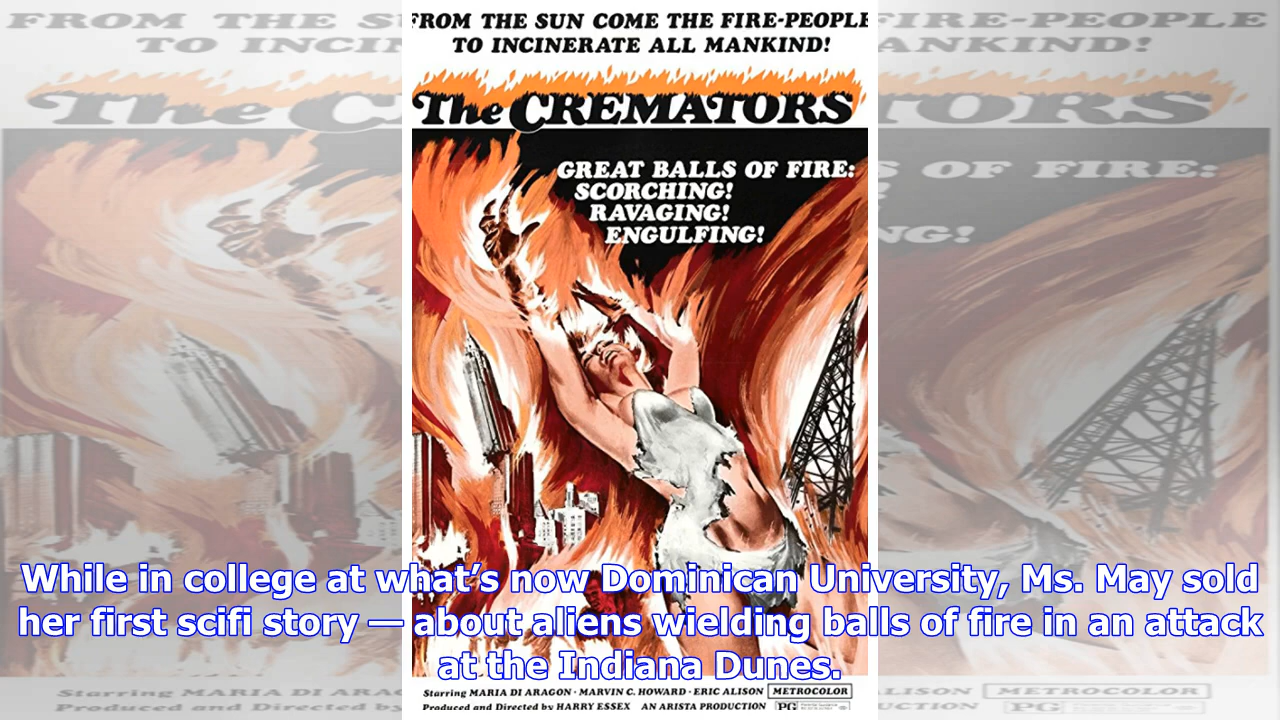 FROM THE SUN COME THE FIRE-PEOPLE
TO INCINERATE ALL MANKIND!
The CREMATORS
GREAT BALLS OF FIRE:
SCORCHING!
RAVAGING!
ENGULFING!
While in college at what’s now Dominican University, Ms. May sold
her first scifi story — about aliens wielding balls of fire in an attack
at the Indiana Dunes.
Starring MARIA DI ARAGON · MARVIN C. HOWARD · ERIC ALISON METROCOLOR
Produced and Directed by HARRY ESSEX AN ARISTA PRODUCTION PG